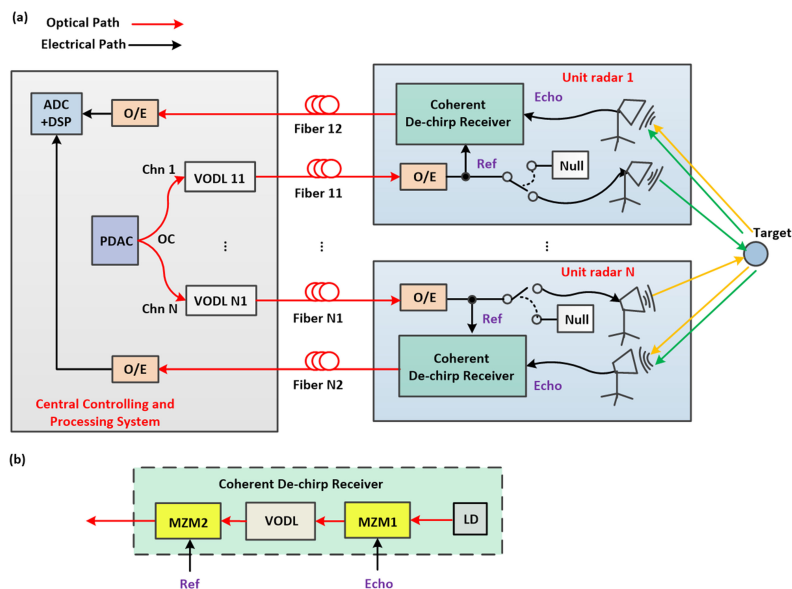 (a)
Optical Path
Electrical Path
Unit radar 1
ADC
+DSP
O/E
Fiber 12
Coherent
De-chirp Receiver
Echo
Chn 1
VODL 11
Fiber 11
O/E
Ref
Null
PDAC
OC
Target
⋮
⋮
...
Unit radar N
Chn N
VODL N1
Fiber N1
O/E
Ref
Null
O/E
Fiber N2
Coherent
De-chirp Receiver
Echo
Central Controlling and
Processing System
(b)
Coherent De-chirp Receiver
MZM2
VODL
MZM1
LD
Ref
Echo